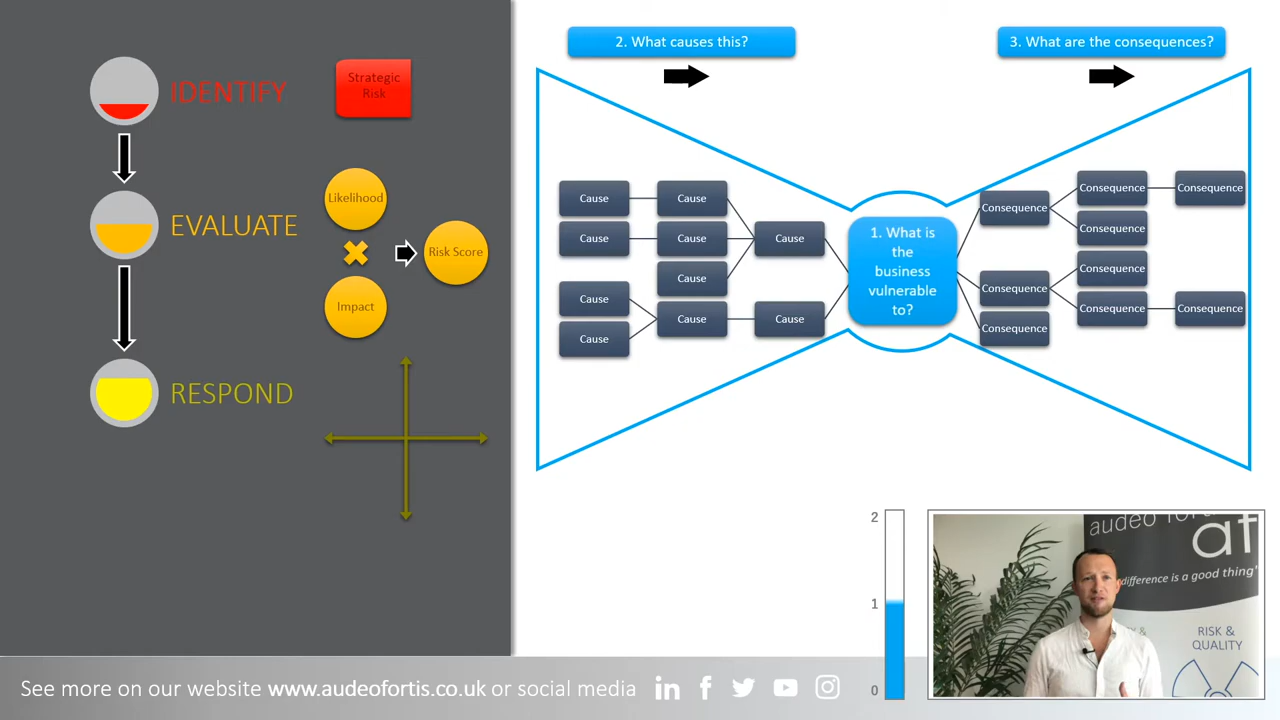 IDENTIFY
Strategic
Risk
EVALUATE
Likelihood
Impact
Risk Score
RESPOND
2. What causes this?
3. What are the consequences?
Cause
Cause
Cause
Cause
Cause
Cause
Cause
Cause
Cause
Cause
1. What is
the
business
vulnerable
to?
Consequence
Consequence
Consequence
Consequence
Consequence
Consequence
Consequence
Consequence
Consequence
2
1
0
audeo
af
difference is a good thing'
RISK &
QUALITY
See more on our website www.audeofortis.co.uk or social media